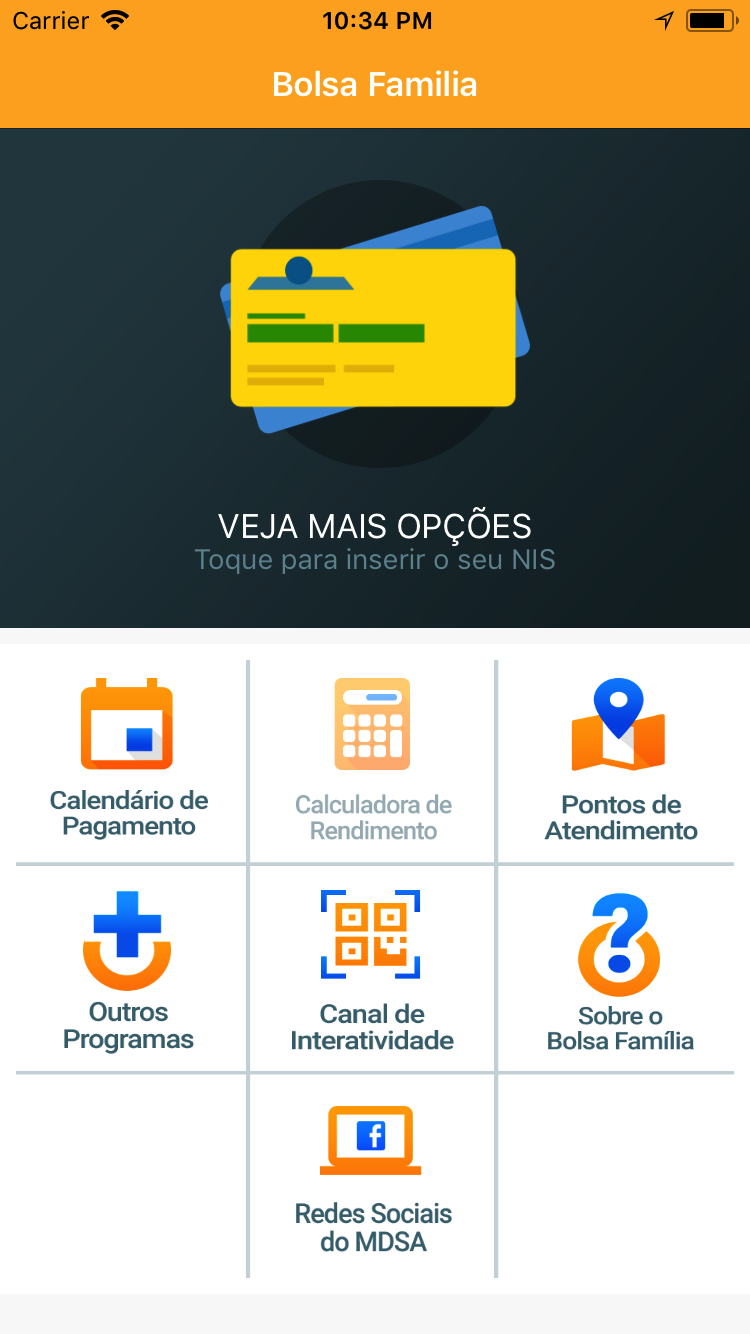 Carrier 10:34 PM
Bolsa Familia
VEJA MAIS OPÇÕES
Toque para inserir o seu NIS
Calendário de
Pagamento
Calculadora de
Rendimento
Pontos de
Atendimento
Outros
Programas
Canal de
Interatividade
Sobre o
Bolsa Família
Redes Sociais
do MDSA